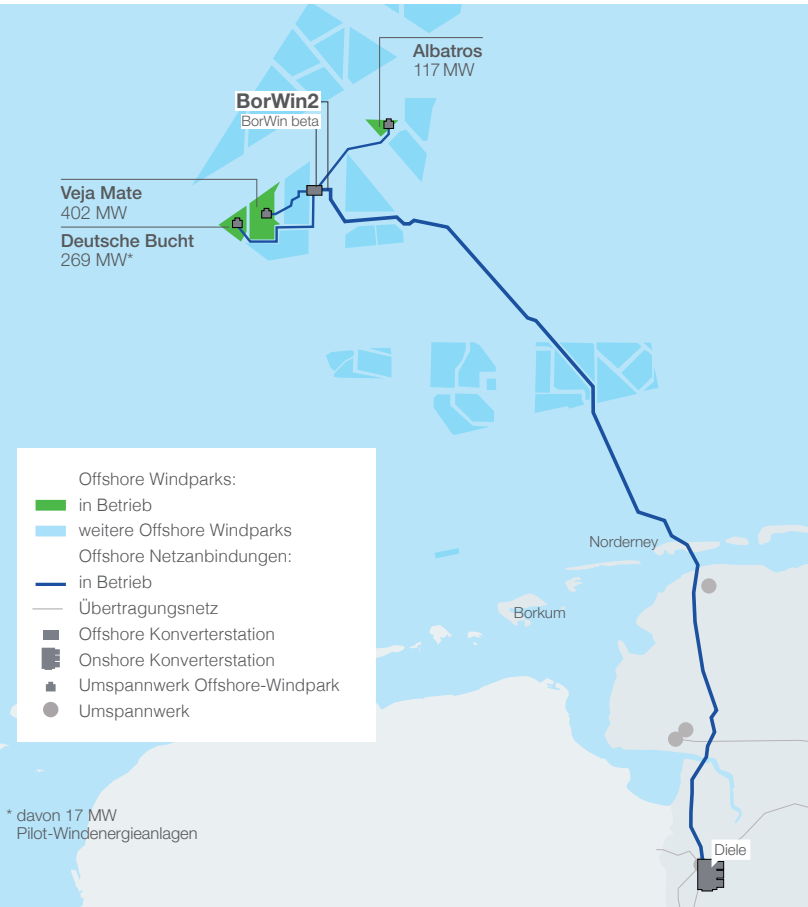 Albatros
117 MW
BorWin2
BorWin beta
Veja Mate
402 MW
Deutsche Bucht
269 MW*
Offshore Windparks:
in Betrieb
weitere Offshore Windparks
Offshore Netzanbindungen:
in Betrieb
Übertragungsnetz
Offshore Konverterstation
Onshore Konverterstation
Umspannwerk Offshore-Windpark
Umspannwerk
Norderney
Borkum
* davon 17 MW
Pilot-Windenergieanlagen
Diele